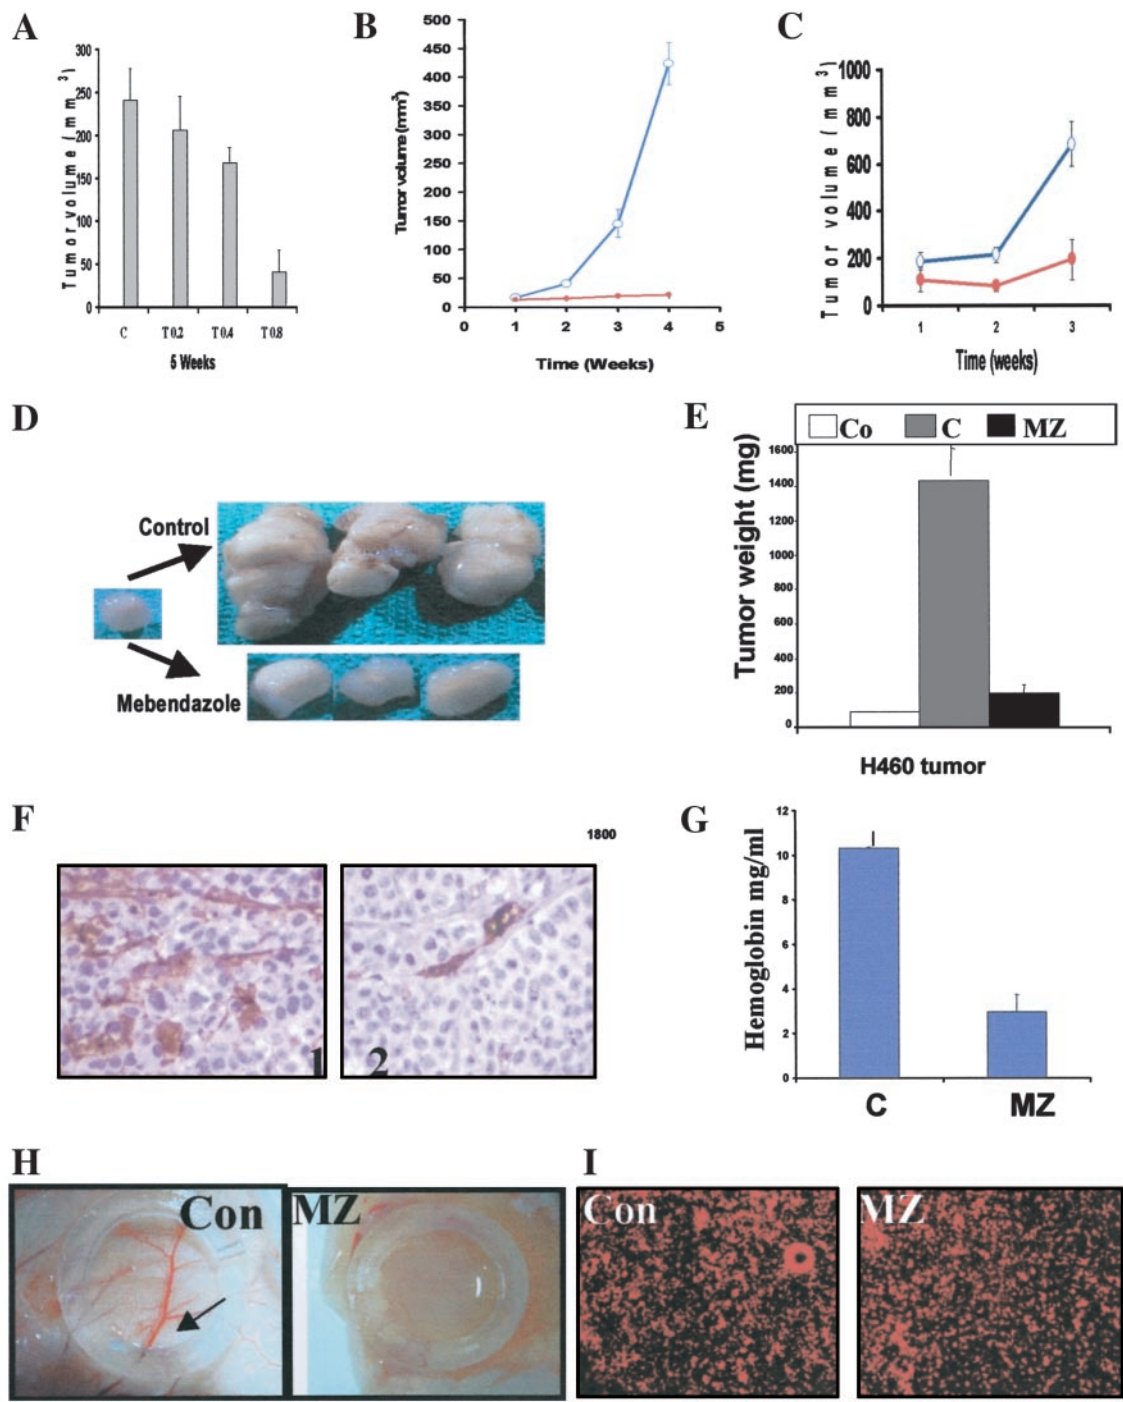 A
Tumor volume (mm³)
300
250
200
150
100
50
0
C T 0.2 T 0.4 T 0.8
5 Weeks
B
Tumor volume (mm³)
500
450
400
350
300
250
200
150
100
50
0
0 1 2 3 4 5
Time (Weeks)
C
Tumor volume (mm³)
1000
800
600
400
200
0
1 2 3
Time (weeks)
D
Control
Mebendazole
E
Co C MZ
Tumor weight (mg)
1600
1400
1200
1000
800
600
400
200
0
H460 tumor
F
1800
1
2
G
Hemoglobin mg/ml
12
10
8
6
4
2
0
C MZ
H
Con
MZ
I
Con
MZ